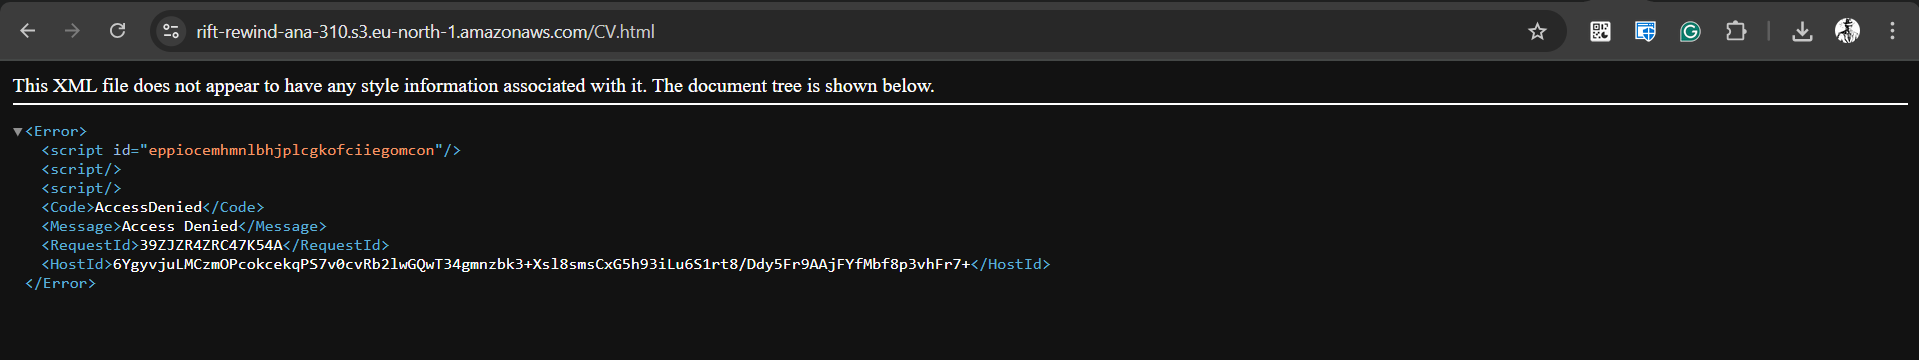 rift-rewind-ana-310.s3.eu-north-1.amazonaws.com/CV.html
This XML file does not appear to have any style information associated with it. The document tree is shown below.
<Error>
<script id="eppiocemhmnlbhjplcgkofciiegomcon"/>
<script/>
<script/>
<Code>AccessDenied</Code>
<Message>Access Denied</Message>
<RequestId>39ZJZR4ZRC47K54A</RequestId>
<HostId>6YgyvjuLMCzmOPcokcekqPS7v0cvRb2lwGQwT34gmnzbk3+Xsl8smsCxG5h93iLu6S1rt8/Ddy5Fr9AAjFYfMbf8p3vhFr7+</HostId>
</Error>